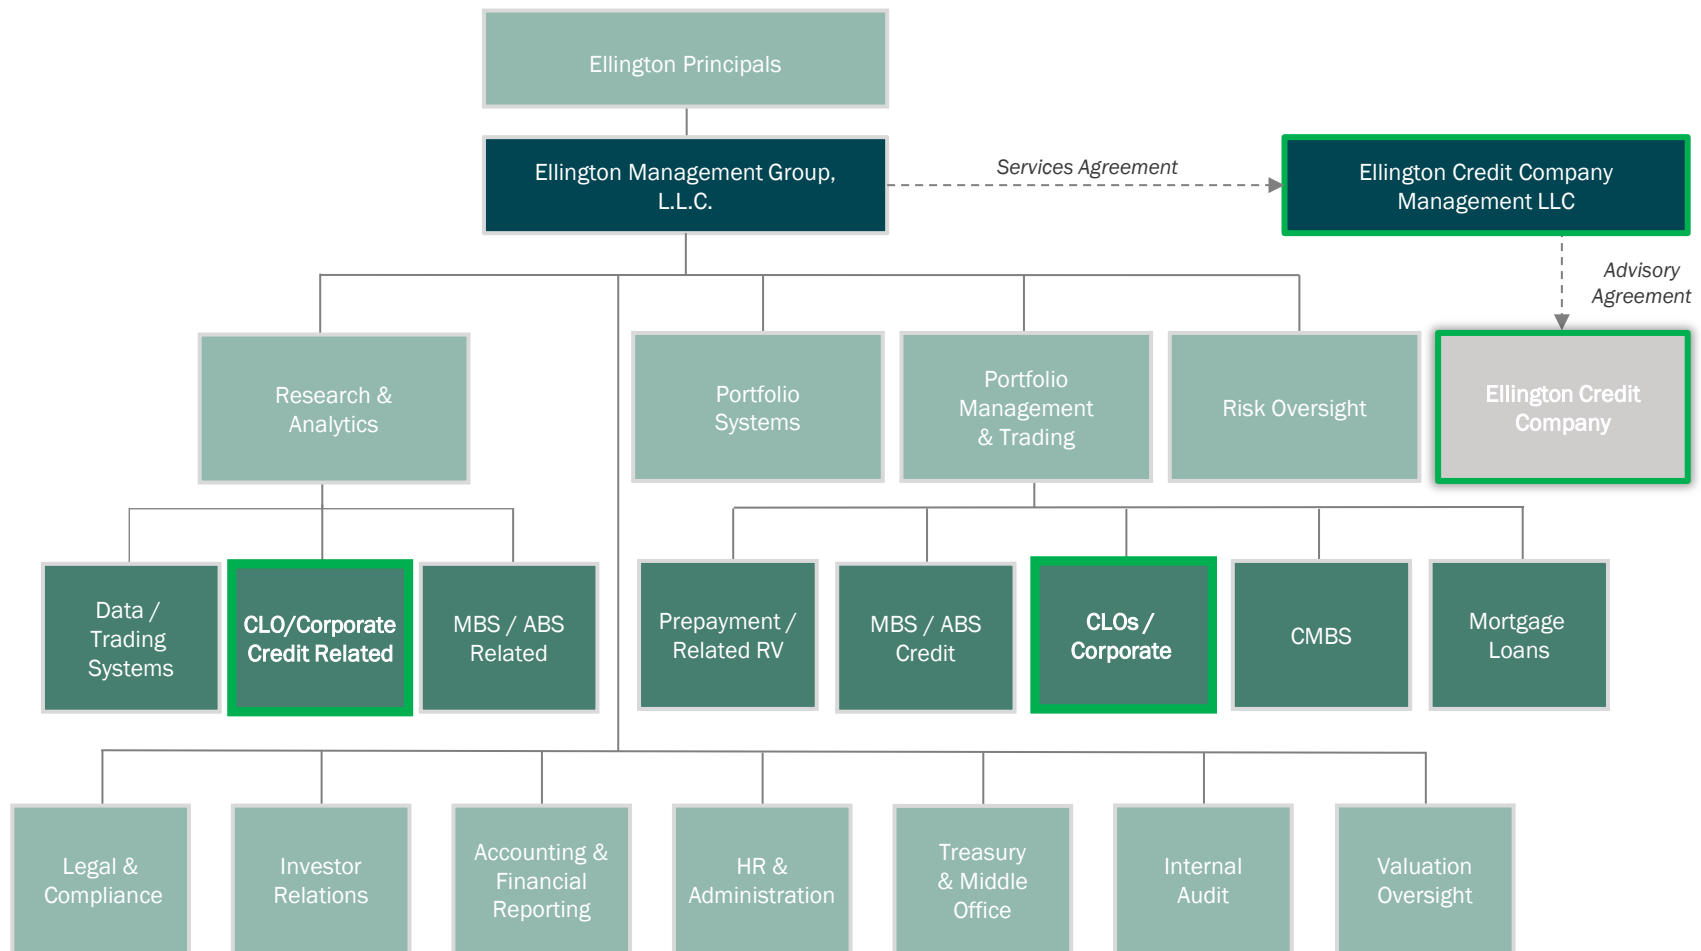 Ellington Principals
Ellington Management Group,
L.L.C.
Services Agreement
Ellington Credit Company
Management LLC
Advisory
Agreement
Research &
Analytics
Portfolio
Systems
Portfolio
Management
& Trading
Risk Oversight
Ellington Credit
Company
Data /
Trading
Systems
CLO/Corporate
Credit Related
MBS / ABS
Related
Prepayment /
Related RV
MBS / ABS
Credit
CLOs /
Corporate
CMBS
Mortgage
Loans
Legal &
Compliance
Investor
Relations
Accounting &
Financial
Reporting
HR &
Administration
Treasury
& Middle
Office
Internal
Audit
Valuation
Oversight